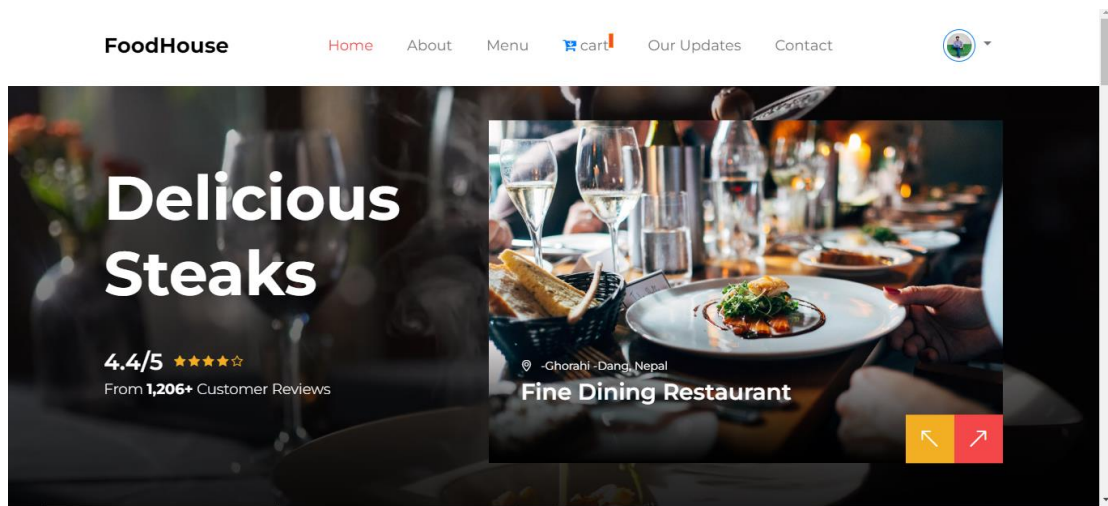 FoodHouse
Home About Menu cart Our Updates Contact
Delicious
Steaks
4.4/5
From 1,206+ Customer Reviews
-Ghorahi -Dang, Nepal
Fine Dining Restaurant